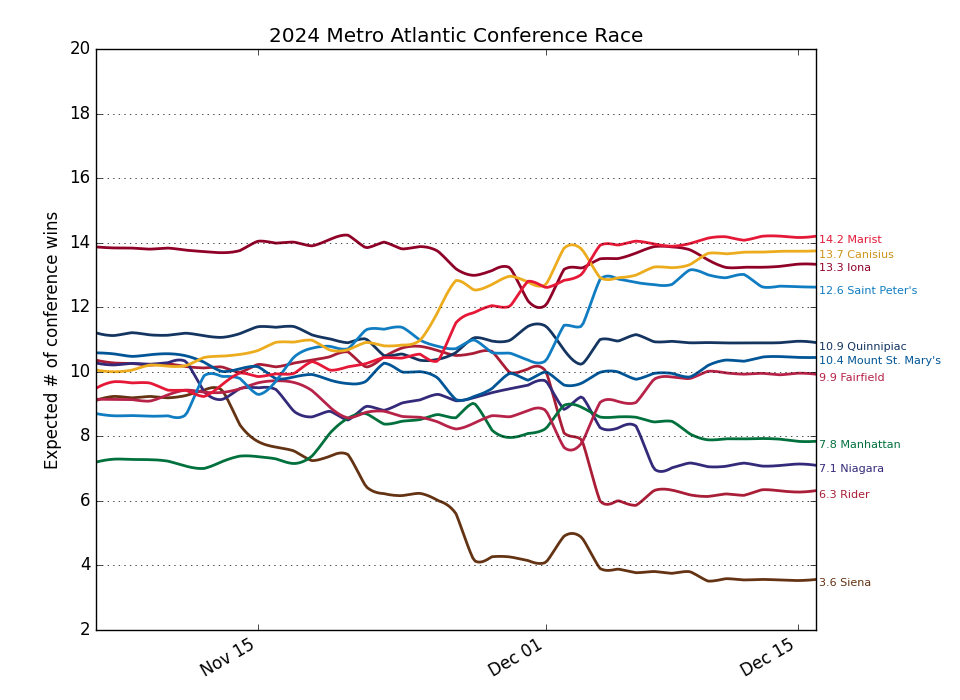 2024 Metro Atlantic Conference Race
Expected # of conference wins
20
18
16
14
12
10
8
6
4
2
14.2 Marist
13.7 Canisius
13.3 Iona
12.6 Saint Peter's
10.9 Quinnipiac
10.4 Mount St. Mary's
9.9 Fairfield
7.8 Manhattan
7.1 Niagara
6.3 Rider
3.6 Siena
Nov 15
Dec 01
Dec 15